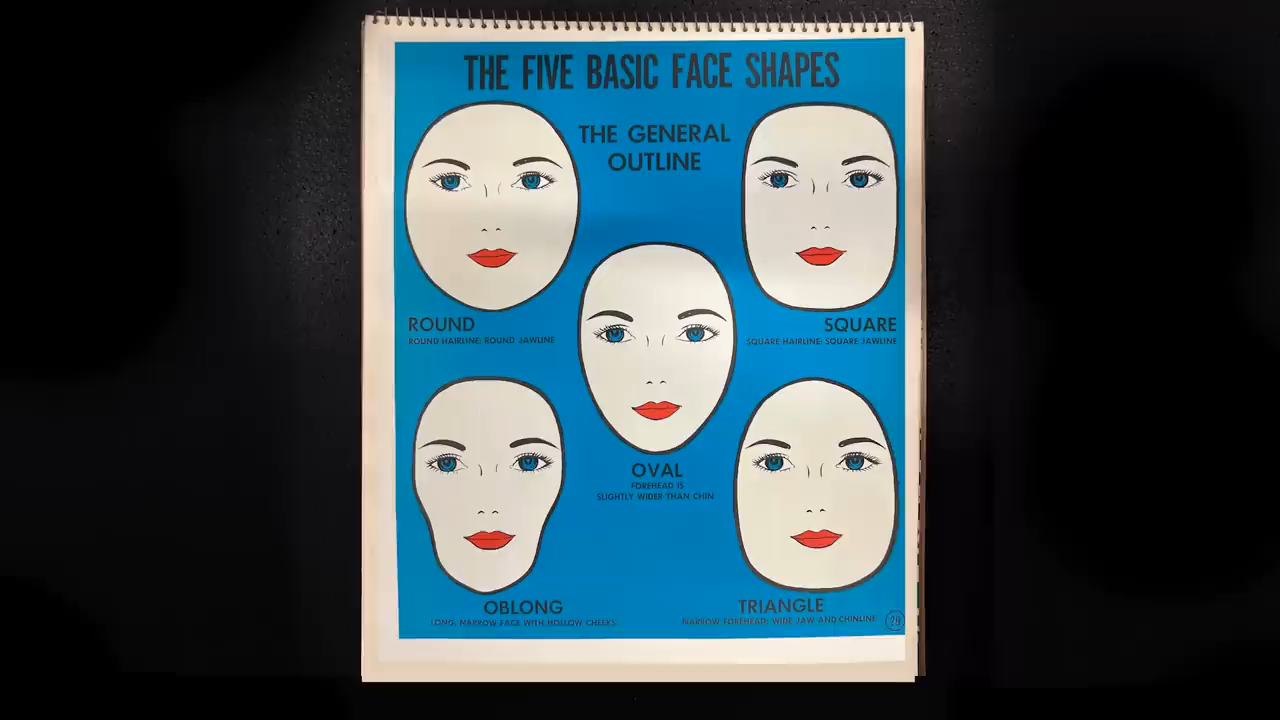 THE FIVE BASIC FACE SHAPES
THE GENERAL
OUTLINE
ROUND
ROUND HAIRLINE: ROUND JAWLINE
SQUARE
SQUARE HAIRLINE: SQUARE JAWLINE
OVAL
FOREHEAD IS
SLIGHTLY WIDER THAN CHIN
OBLONG
LONG, NARROW FACE WITH HOLLOW CHEEKS
TRIANGLE
NARROW FOREHEAD: WIDE JAW AND CHINLINE
29